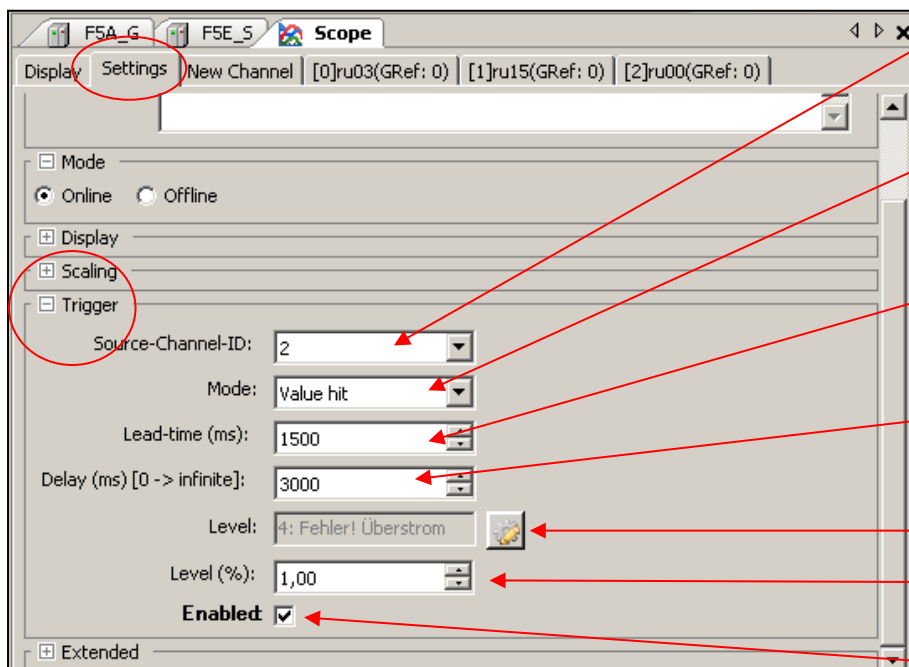 F5A_G F5E_S Scope
Display Settings New Channel [0]ru03(GRef: 0) [1]ru15(GRef: 0) [2]ru00(GRef: 0)
Mode
Online Offline
Display
Scaling
Trigger
Source-Channel-ID: 2
Mode: Value hit
Lead-time (ms): 1500
Delay (ms) [0 -> infinite]: 3000
Level: 4: Fehler! Überstrom
Level (%): 1,00
Enabled:
Extended